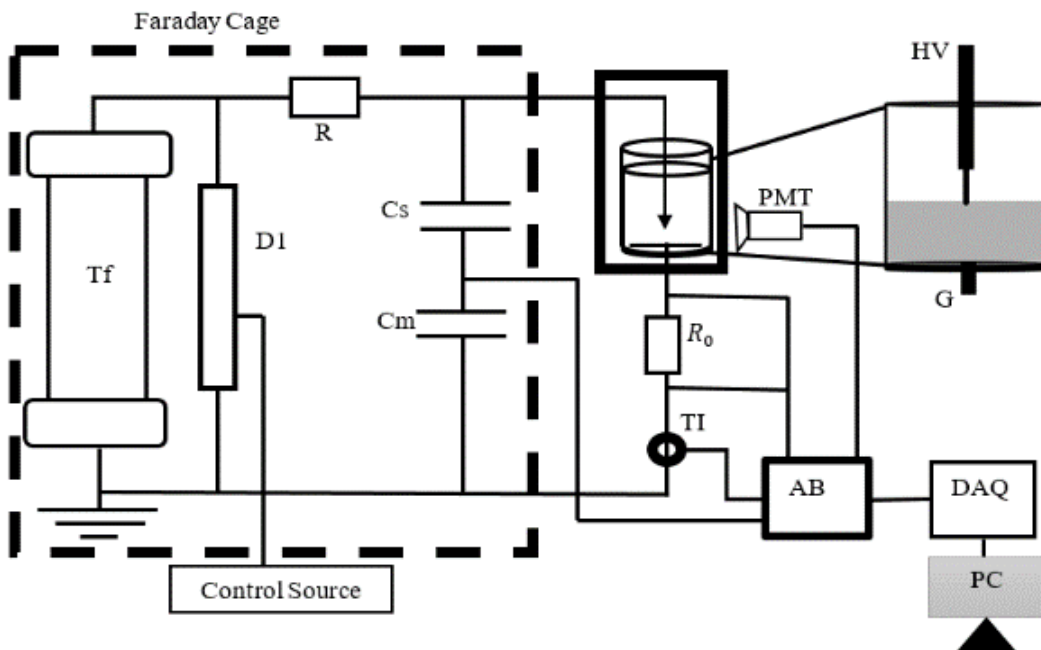 Faraday Cage
HV
R
Cs
PMT
D1
Tf
G
Cm
R₀
TI
AB
DAQ
Control Source
PC